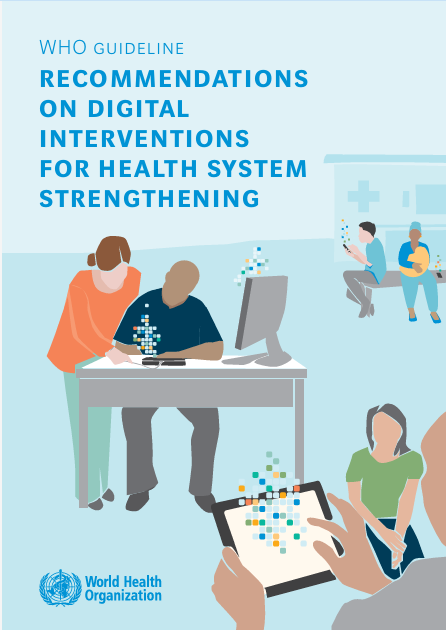 WHO GUIDELINE
RECOMMENDATIONS
ON DIGITAL
INTERVENTIONS
FOR HEALTH SYSTEM
STRENGTHENING
World Health
Organization